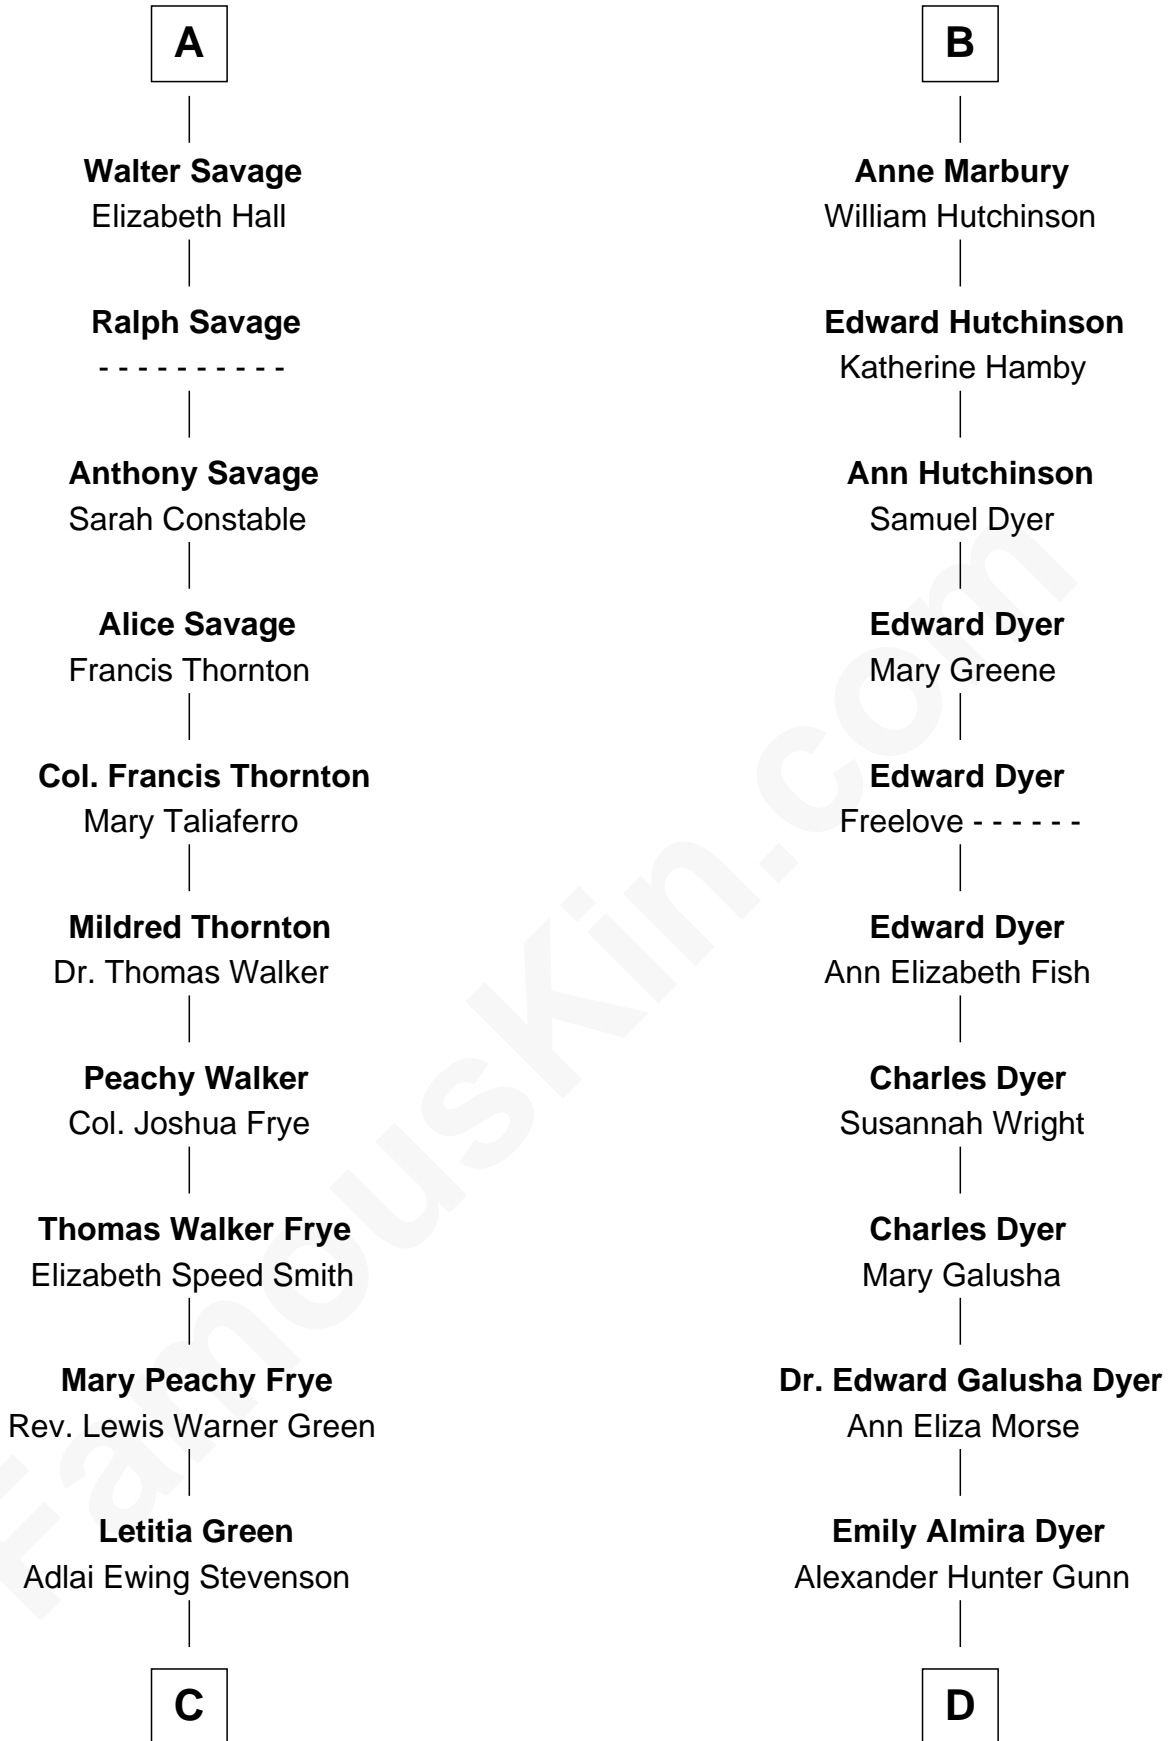 A
Walter Savage
Elizabeth Hall
Ralph Savage
- - - - - - - - - -
Anthony Savage
Sarah Constable
Alice Savage
Francis Thornton
Col. Francis Thornton
Mary Taliaferro
Mildred Thornton
Dr. Thomas Walker
Peachy Walker
Col. Joshua Frye
Thomas Walker Frye
Elizabeth Speed Smith
Mary Peachy Frye
Rev. Lewis Warner Green
Letitia Green
Adlai Ewing Stevenson
C
B
Anne Marbury
William Hutchinson
Edward Hutchinson
Katherine Hamby
Ann Hutchinson
Samuel Dyer
Edward Dyer
Mary Greene
Edward Dyer
Freelove - - - - - -
Edward Dyer
Ann Elizabeth Fish
Charles Dyer
Susannah Wright
Charles Dyer
Mary Galusha
Dr. Edward Galusha Dyer
Ann Eliza Morse
Emily Almira Dyer
Alexander Hunter Gunn
D
FamousKin.com